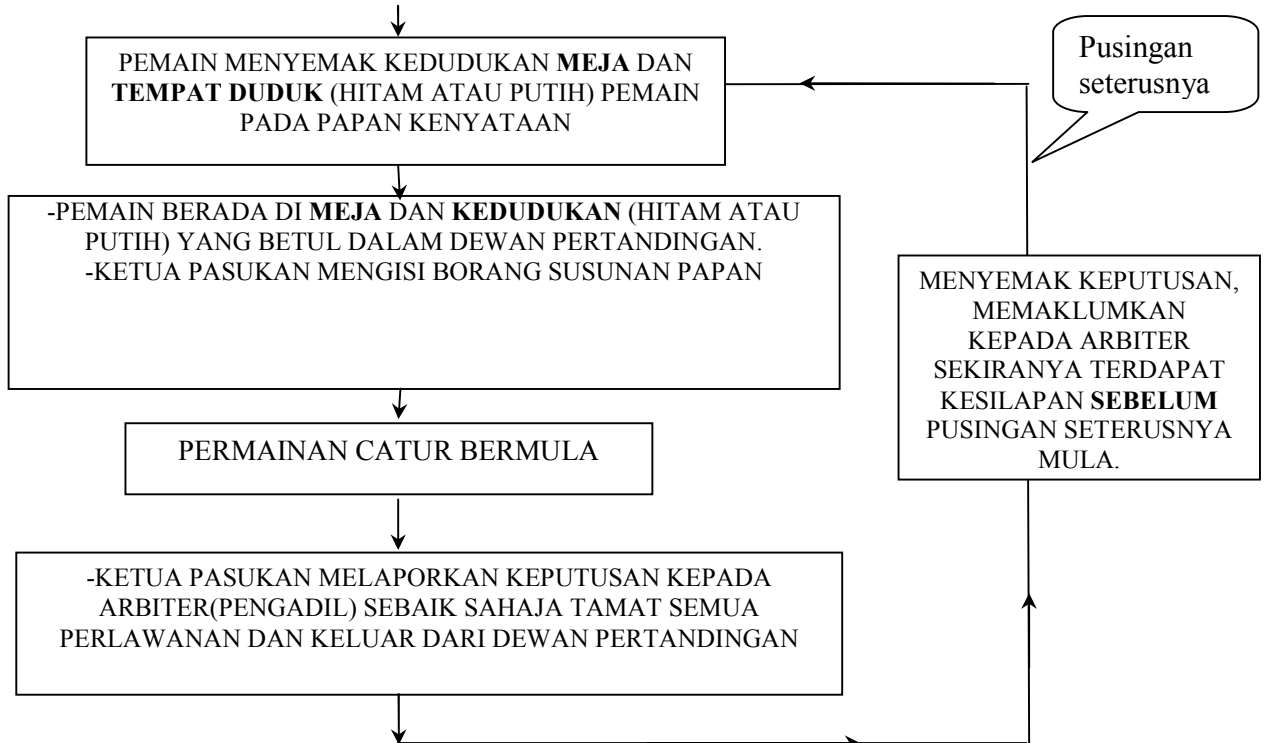 PEMAIN MENYEMAK KEDUDUKAN MEJA DAN
TEMPAT DUDUK (HITAM ATAU PUTIH) PEMAIN
PADA PAPAN KENYATAAN
-PEMAIN BERADA DI MEJA DAN KEDUDUKAN (HITAM ATAU
PUTIH) YANG BETUL DALAM DEWAN PERTANDINGAN.
-KETUA PASUKAN MENGISI BORANG SUSUNAN PAPAN
PERMAINAN CATUR BERMULA
-KETUA PASUKAN MELAPORKAN KEPUTUSAN KEPADA
ARBITER(PENGADIL) SEBAIK SAHAJA TAMAT SEMUA
PERLAWANAN DAN KELUAR DARI DEWAN PERTANDINGAN
MENYEMAK KEPUTUSAN,
MEMAKLUMKAN
KEPADA ARBITER
SEKIRANYA TERDAPAT
KESILAPAN SEBELUM
PUSINGAN SETERUSNYA
MULA.
Pusingan
seterusnya